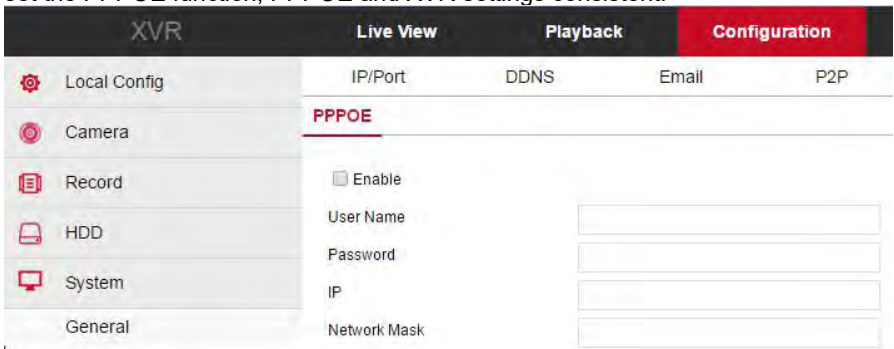 XVR Live View Playback Configuration
Local Config
Camera
Record
HDD
System
General
IP/Port DDNS Email P2P
PPPOE
Enable
User Name
Password
IP
Network Mask